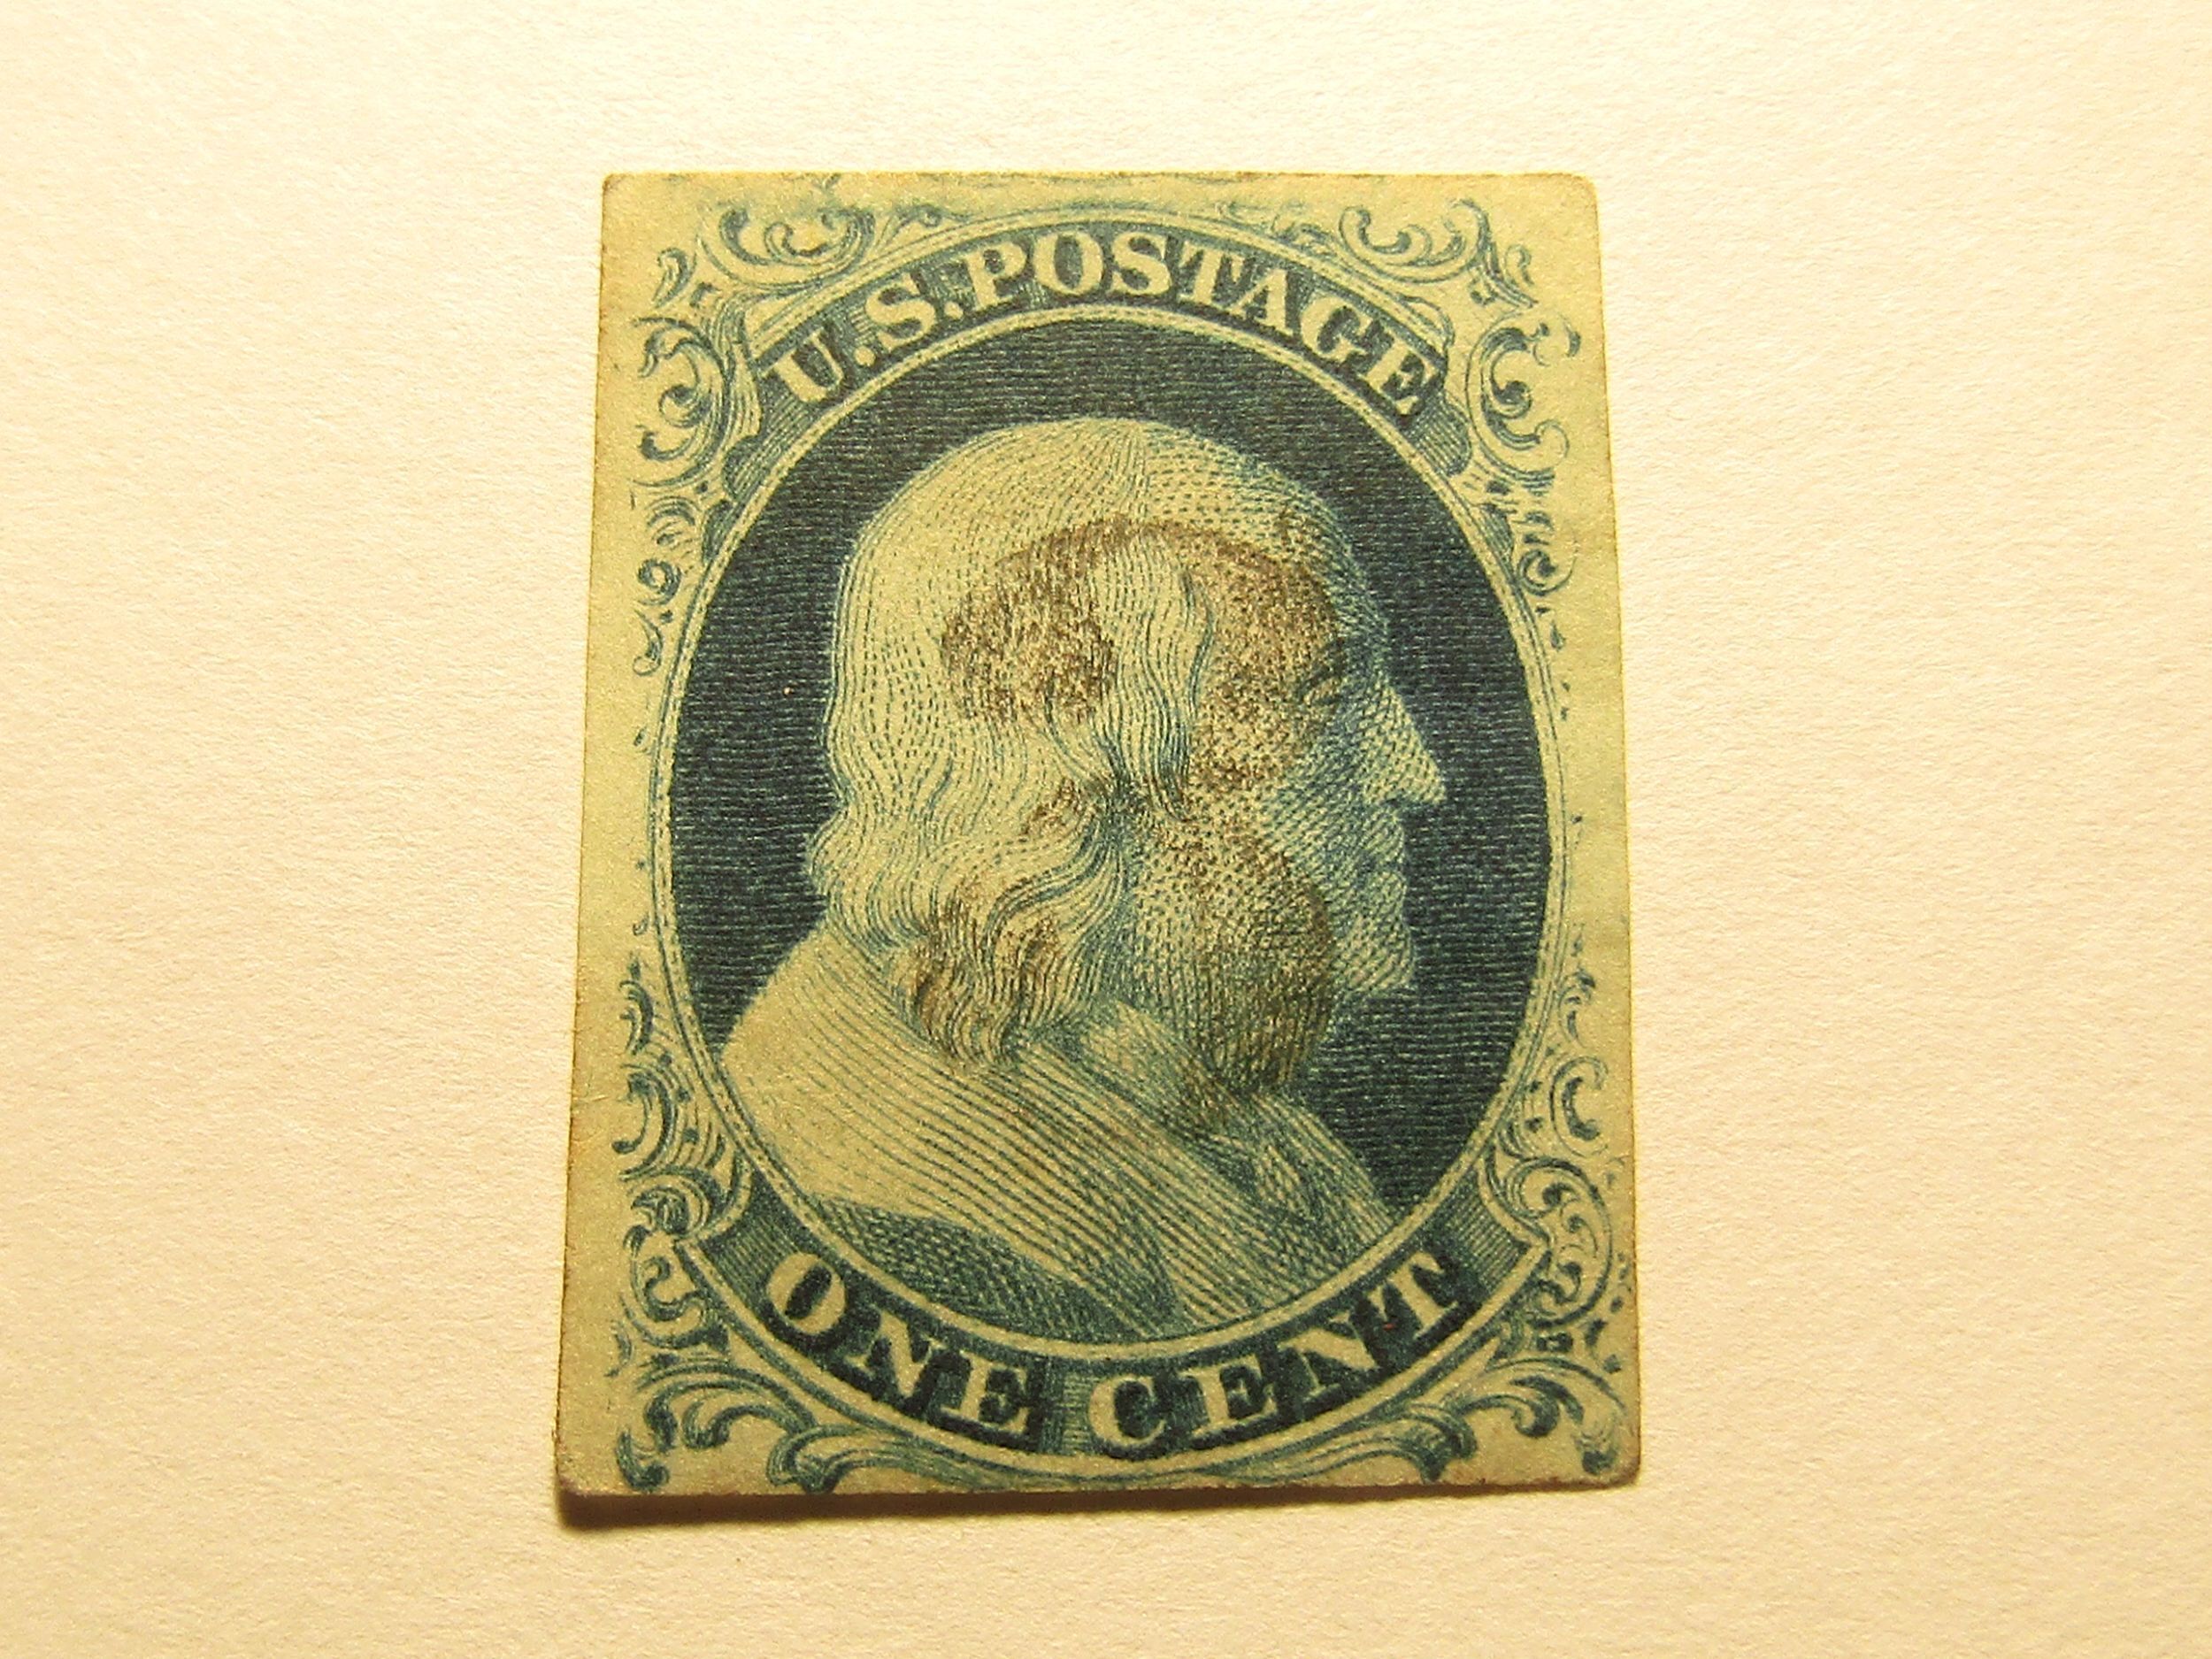 U.S. POSTAGE
ONE CENT